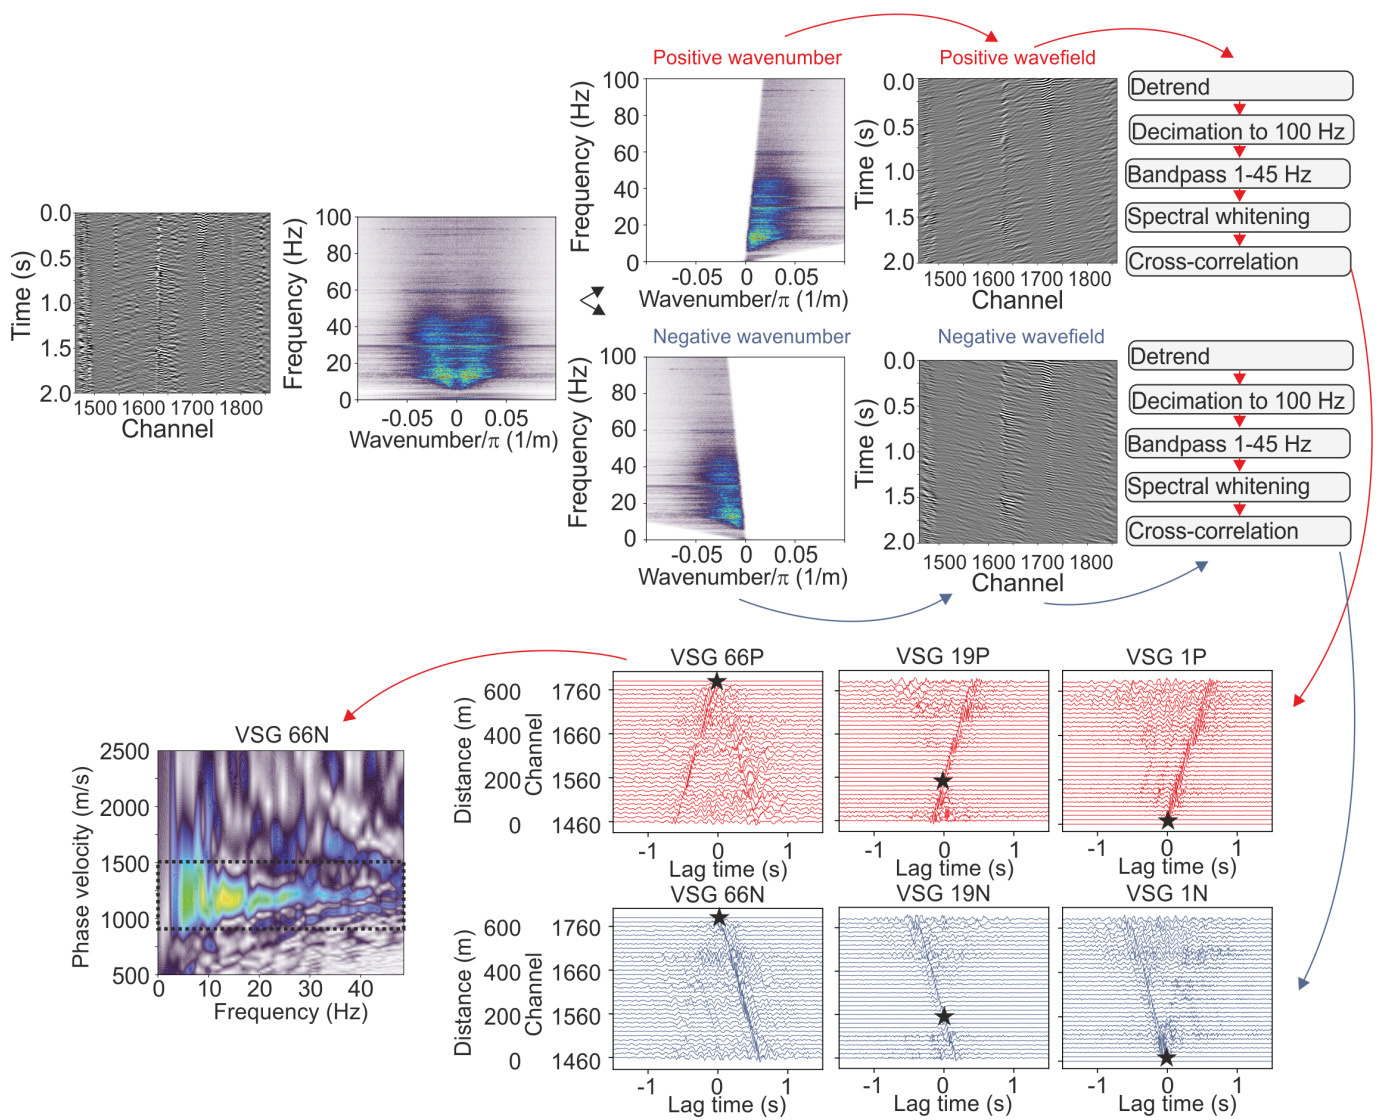 Positive wavenumber
Positive wavefield
100
80
60
40
20
0
Frequency (Hz)
-0.05 0 0.05
Wavenumber/π (1/m)
0.0
0.5
1.0
1.5
2.0
Time (s)
1500 1600 1700 1800
Channel
Detrend
Decimation to 100 Hz
Bandpass 1-45 Hz
Spectral whitening
Cross-correlation
0.0
0.5
1.0
1.5
2.0
Time (s)
1500 1600 1700 1800
Channel
100
80
60
40
20
0
Frequency (Hz)
-0.05 0 0.05
Wavenumber/π (1/m)
Negative wavenumber
Negative wavefield
100
80
60
40
20
0
Frequency (Hz)
-0.05 0 0.05
Wavenumber/π (1/m)
0.0
0.5
1.0
1.5
2.0
Time (s)
1500 1600 1700 1800
Channel
Detrend
Decimation to 100 Hz
Bandpass 1-45 Hz
Spectral whitening
Cross-correlation
VSG 66P
VSG 19P
VSG 1P
600 1760
400 1660
200 1560
0 1460
Distance (m)
Channel
-1 0 1
Lag time (s)
-1 0 1
Lag time (s)
-1 0 1
Lag time (s)
VSG 66N
2500
2000
1500
1000
500
Phase velocity (m/s)
0 10 20 30 40
Frequency (Hz)
VSG 66N
VSG 19N
VSG 1N
600 1760
400 1660
200 1560
0 1460
Distance (m)
Channel
-1 0 1
Lag time (s)
-1 0 1
Lag time (s)
-1 0 1
Lag time (s)